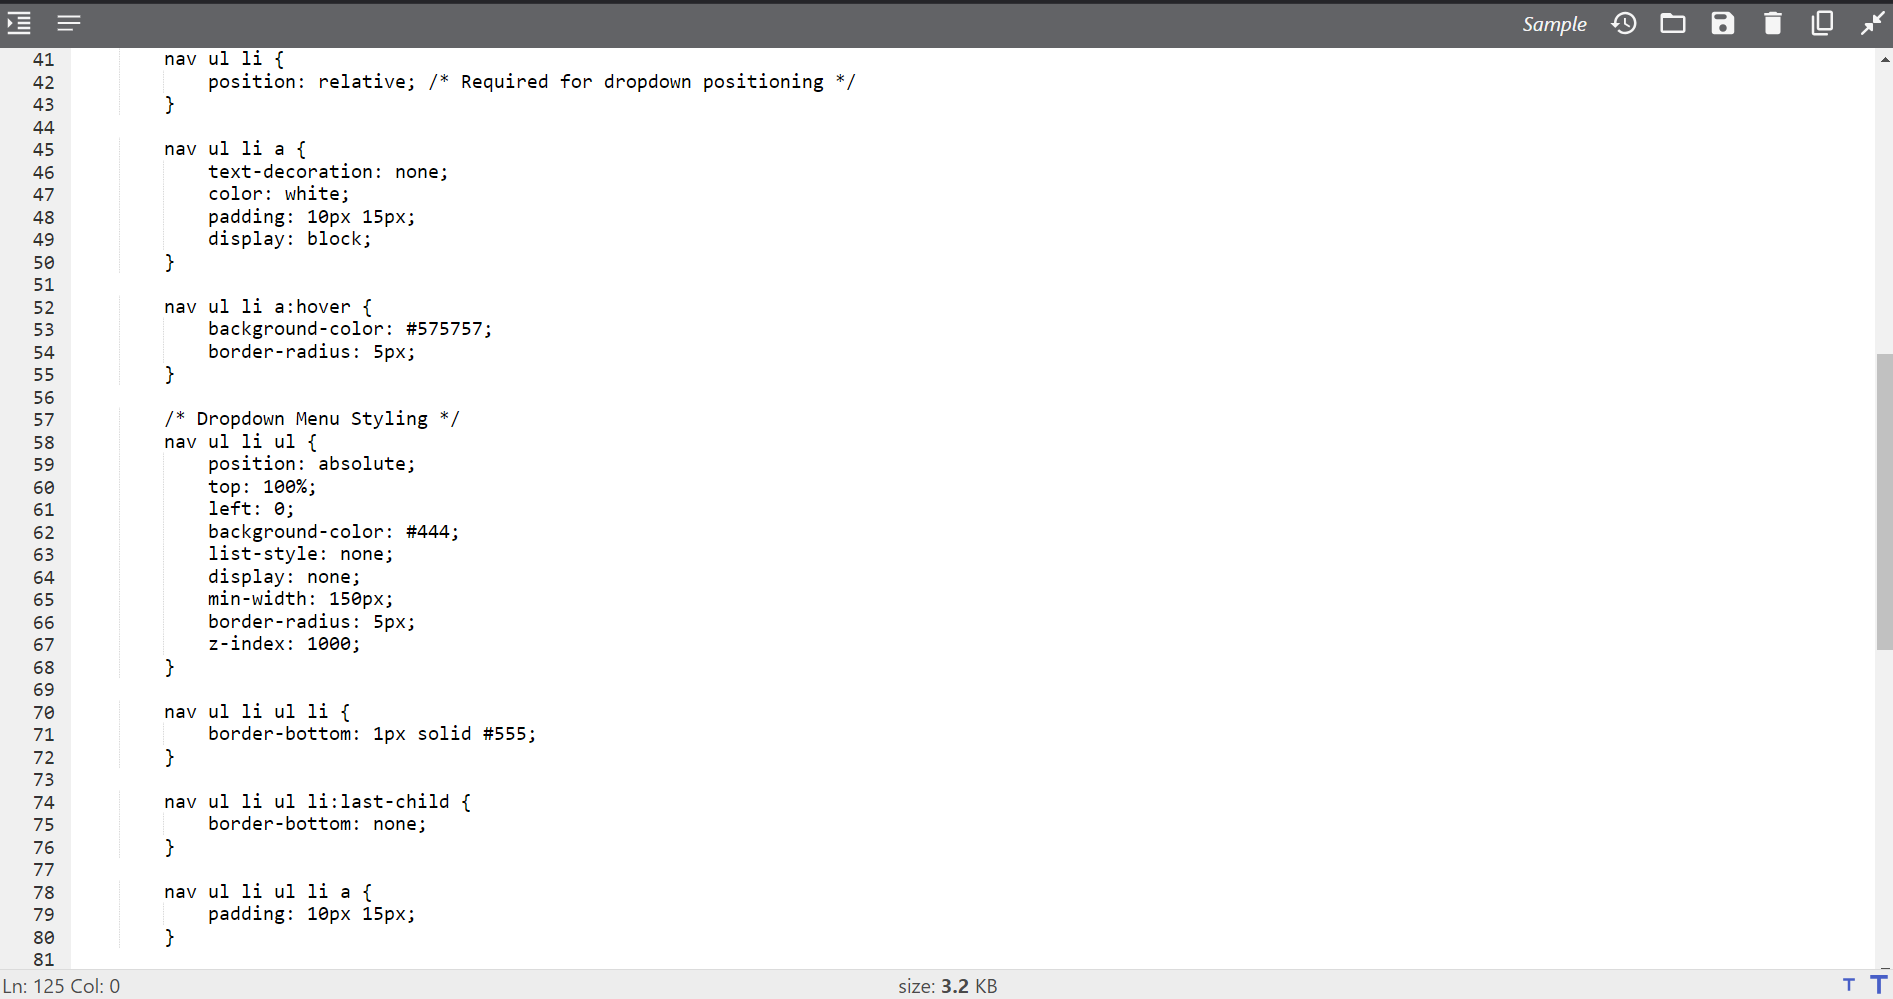 Sample
41 nav ul li {
42 position: relative; /* Required for dropdown positioning */
43 }
44
45 nav ul li a {
46 text-decoration: none;
47 color: white;
48 padding: 10px 15px;
49 display: block;
50 }
51
52 nav ul li a:hover {
53 background-color: #575757;
54 border-radius: 5px;
55 }
56
57 /* Dropdown Menu Styling */
58 nav ul li ul {
59 position: absolute;
60 top: 100%;
61 left: 0;
62 background-color: #444;
63 list-style: none;
64 display: none;
65 min-width: 150px;
66 border-radius: 5px;
67 z-index: 1000;
68 }
69
70 nav ul li ul li {
71 border-bottom: 1px solid #555;
72 }
73
74 nav ul li ul li:last-child {
75 border-bottom: none;
76 }
77
78 nav ul li ul li a {
79 padding: 10px 15px;
80 }
81
Ln: 125 Col: 0 size: 3.2 KB T T